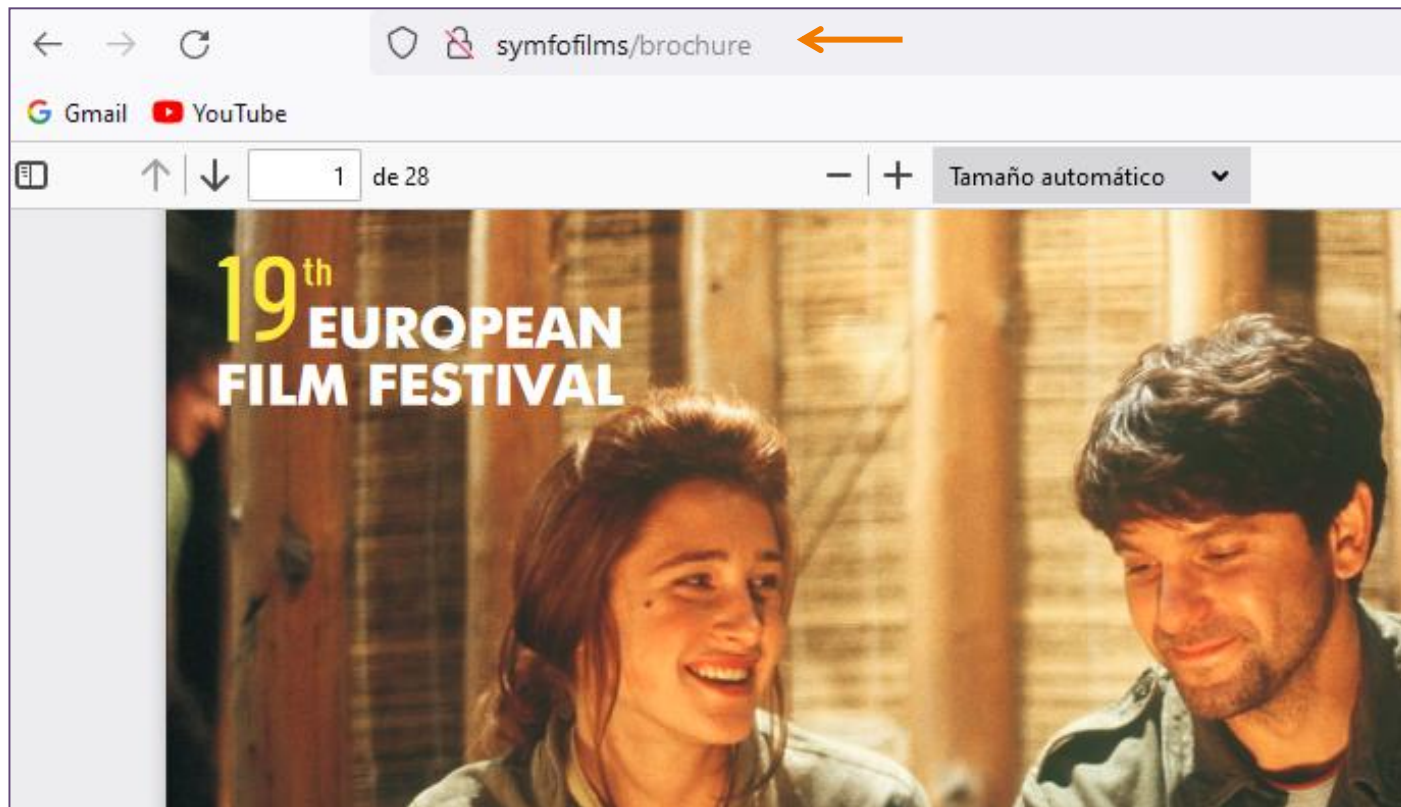 symfofilms/brochure
Gmail YouTube
1 de 28 Tamaño automático
19th
EUROPEAN
FILM FESTIVAL